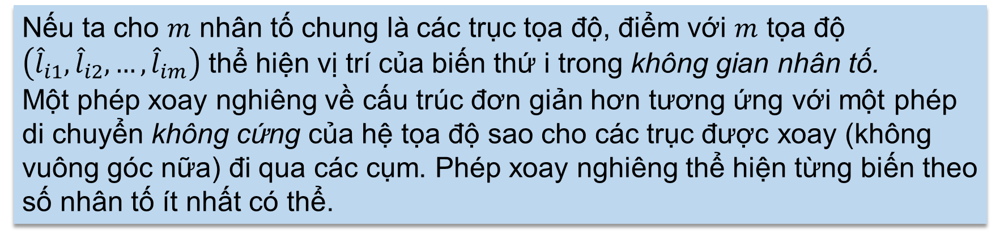 Nếu ta cho 𝑚 nhân tố chung là các trục tọa độ, điểm với 𝑚 tọa độ
(l̂ᵢ₁, l̂ᵢ₂, … , l̂ᵢₘ) thể hiện vị trí của biến thứ i trong không gian nhân tố.
Một phép xoay nghiêng về cấu trúc đơn giản hơn tương ứng với một phép
di chuyển không cứng của hệ tọa độ sao cho các trục được xoay (không
vuông góc nữa) đi qua các cụm. Phép xoay nghiêng thể hiện từng biến theo
số nhân tố ít nhất có thể.